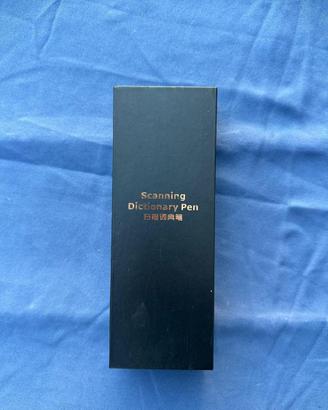 Scanning
Dictionary Pen
扫描词典笔